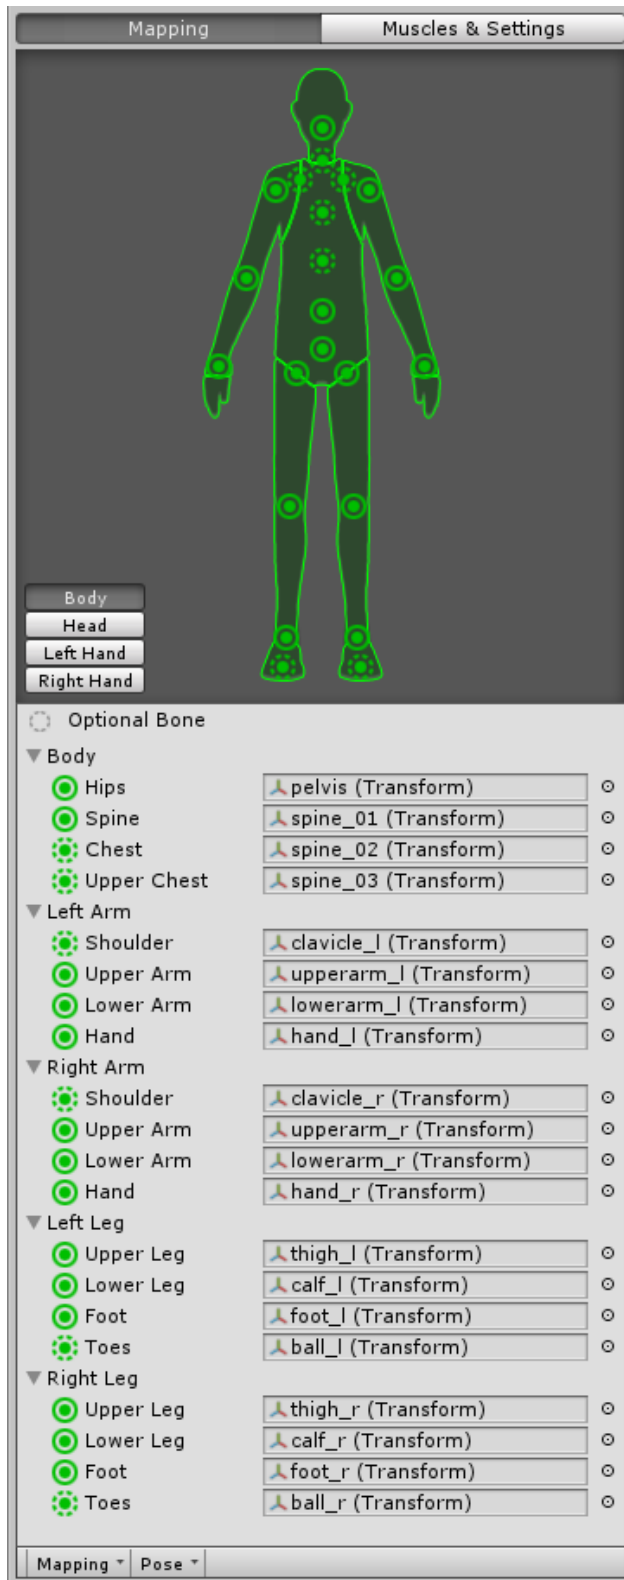 Mapping Muscles & Settings
Body
Head
Left Hand
Right Hand
Optional Bone
Body
Hips pelvis (Transform)
Spine spine_01 (Transform)
Chest spine_02 (Transform)
Upper Chest spine_03 (Transform)
Left Arm
Shoulder clavicle_l (Transform)
Upper Arm upperarm_l (Transform)
Lower Arm lowerarm_l (Transform)
Hand hand_l (Transform)
Right Arm
Shoulder clavicle_r (Transform)
Upper Arm upperarm_r (Transform)
Lower Arm lowerarm_r (Transform)
Hand hand_r (Transform)
Left Leg
Upper Leg thigh_l (Transform)
Lower Leg calf_l (Transform)
Foot foot_l (Transform)
Toes ball_l (Transform)
Right Leg
Upper Leg thigh_r (Transform)
Lower Leg calf_r (Transform)
Foot foot_r (Transform)
Toes ball_r (Transform)
Mapping Pose